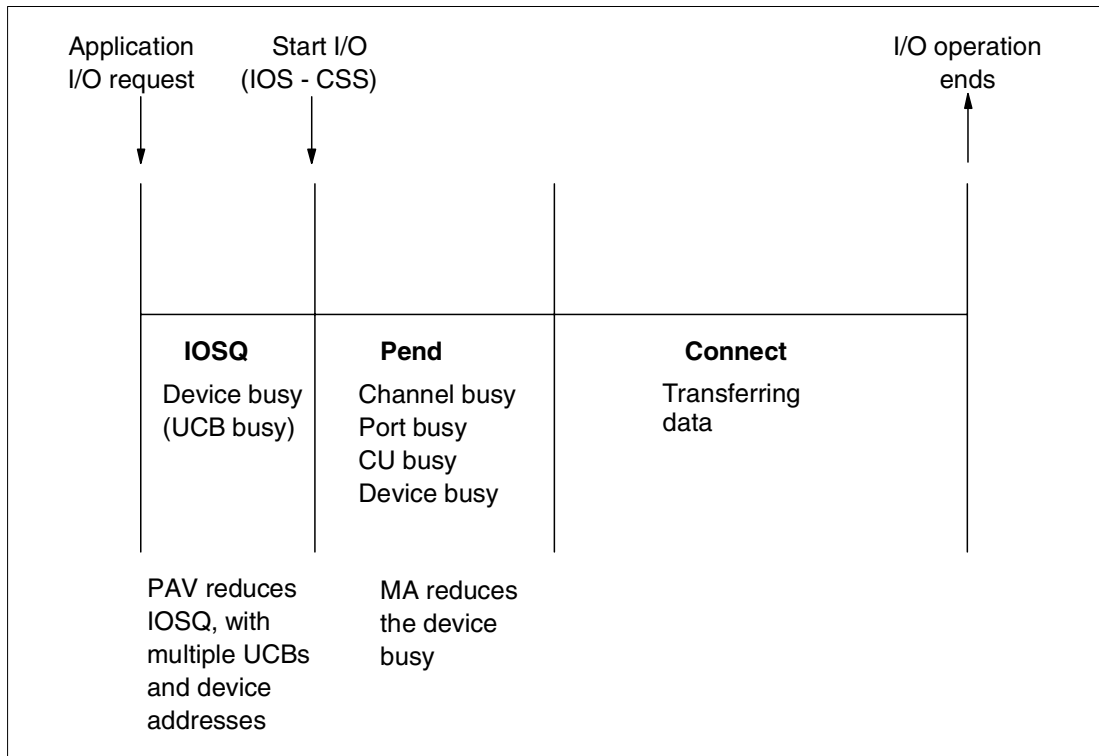 Application
I/O request
Start I/O
(IOS - CSS)
I/O operation
ends
IOSQ
Device busy
(UCB busy)
Pend
Channel busy
Port busy
CU busy
Device busy
Connect
Transferring
data
PAV reduces
IOSQ, with
multiple UCBs
and device
addresses
MA reduces
the device
busy